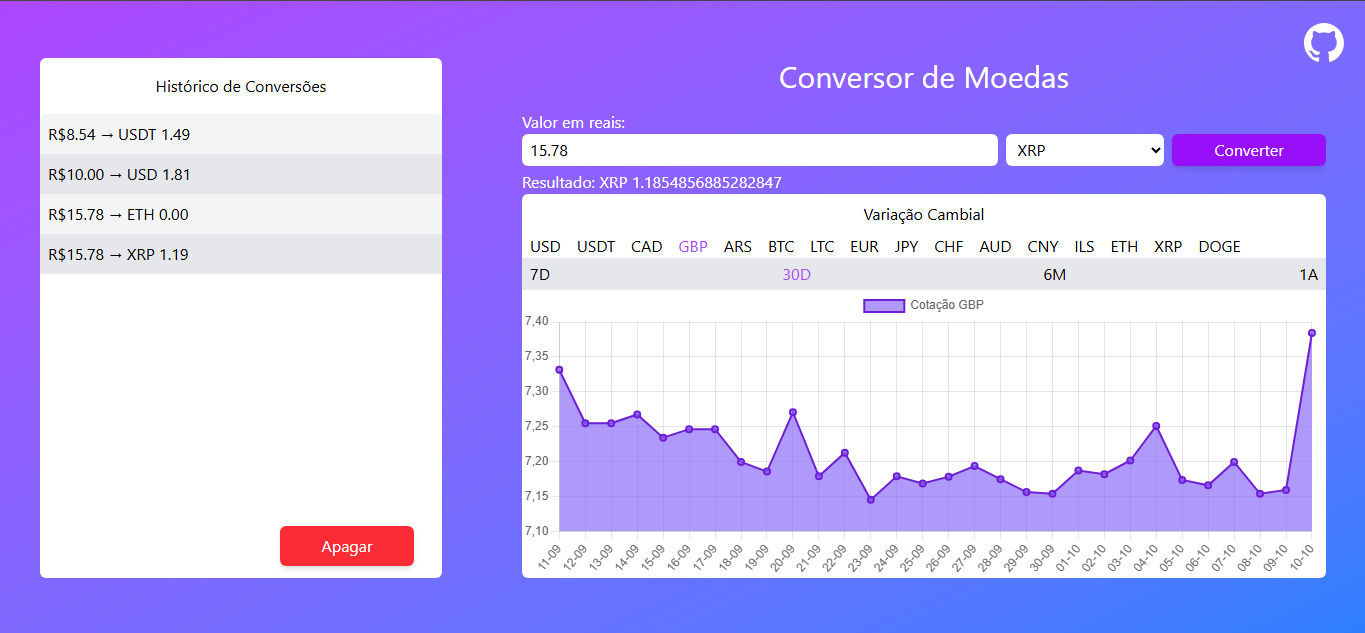 Histórico de Conversões
R$8.54 → USDT 1.49
R$10.00 → USD 1.81
R$15.78 → ETH 0.00
R$15.78 → XRP 1.19
Apagar
Conversor de Moedas
Valor em reais:
15.78 XRP Converter
Resultado: XRP 1.1854856885282847
Variação Cambial
USD USDT CAD GBP ARS BTC LTC EUR JPY CHF AUD CNY ILS ETH XRP DOGE
7D 30D 6M 1A
Cotação GBP
7,40
7,35
7,30
7,25
7,20
7,15
7,10
11-09 12-09 13-09 14-09 15-09 16-09 17-09 18-09 19-09 20-09 21-09 22-09 23-09 24-09 25-09 26-09 27-09 28-09 29-09 30-09 01-10 02-10 03-10 04-10 05-10 06-10 07-10 08-10 09-10 10-10